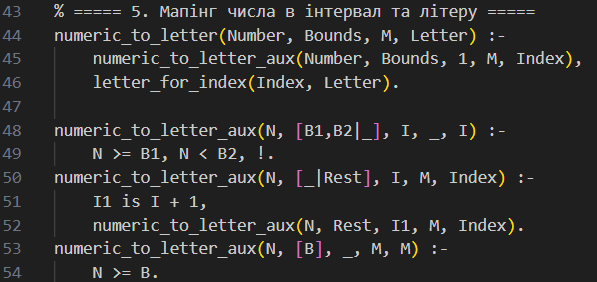 43 % ===== 5. Мапінг числа в інтервал та літеру =====
44 numeric_to_letter(Number, Bounds, M, Letter) :-
45     numeric_to_letter_aux(Number, Bounds, 1, M, Index),
46     letter_for_index(Index, Letter).
47
48 numeric_to_letter_aux(N, [B1,B2|_], I, _, I) :-
49     N >= B1, N < B2, !.
50 numeric_to_letter_aux(N, [_|Rest], I, M, Index) :-
51     I1 is I + 1,
52     numeric_to_letter_aux(N, Rest, I1, M, Index).
53 numeric_to_letter_aux(N, [B], _, M, M) :-
54     N >= B.